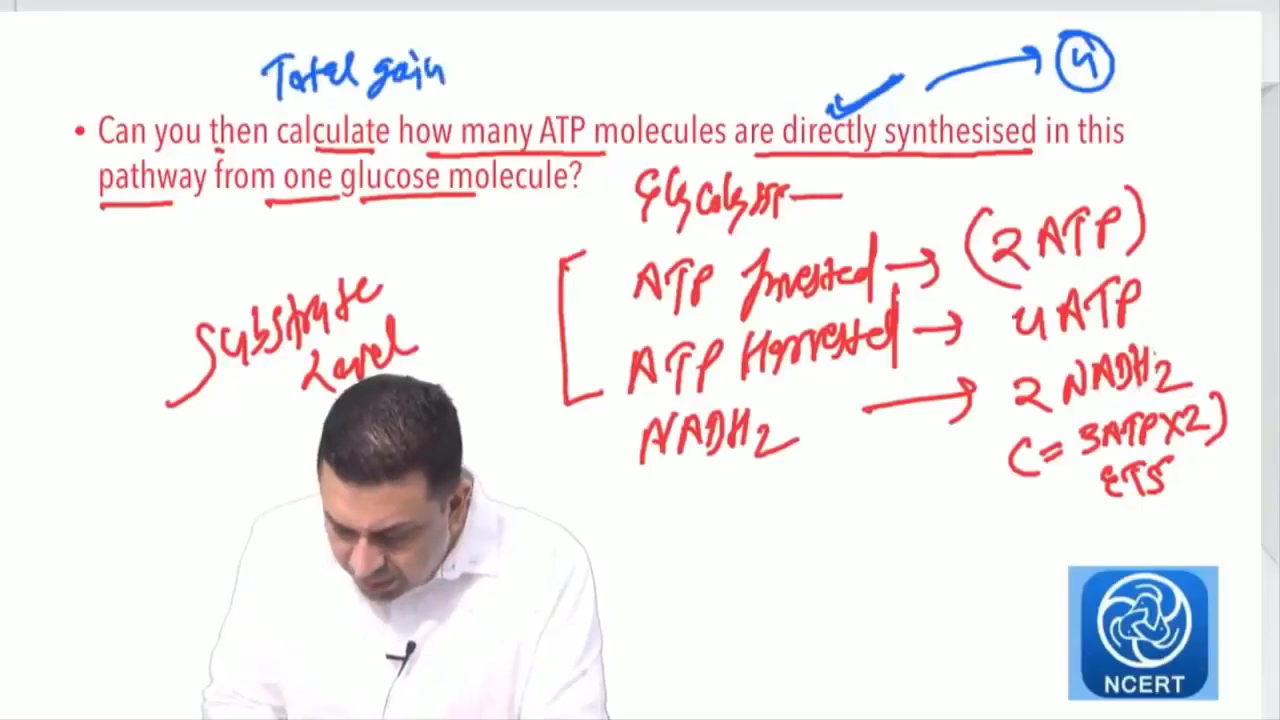 Total gain
4
• Can you then calculate how many ATP molecules are directly synthesised in this
pathway from one glucose molecule?
Substrate
Level
ATP Invested → (2 ATP)
ATP Harvested → 4 ATP
NADH2 → 2 NADH2
(= 3ATP×2)
ETS
NCERT